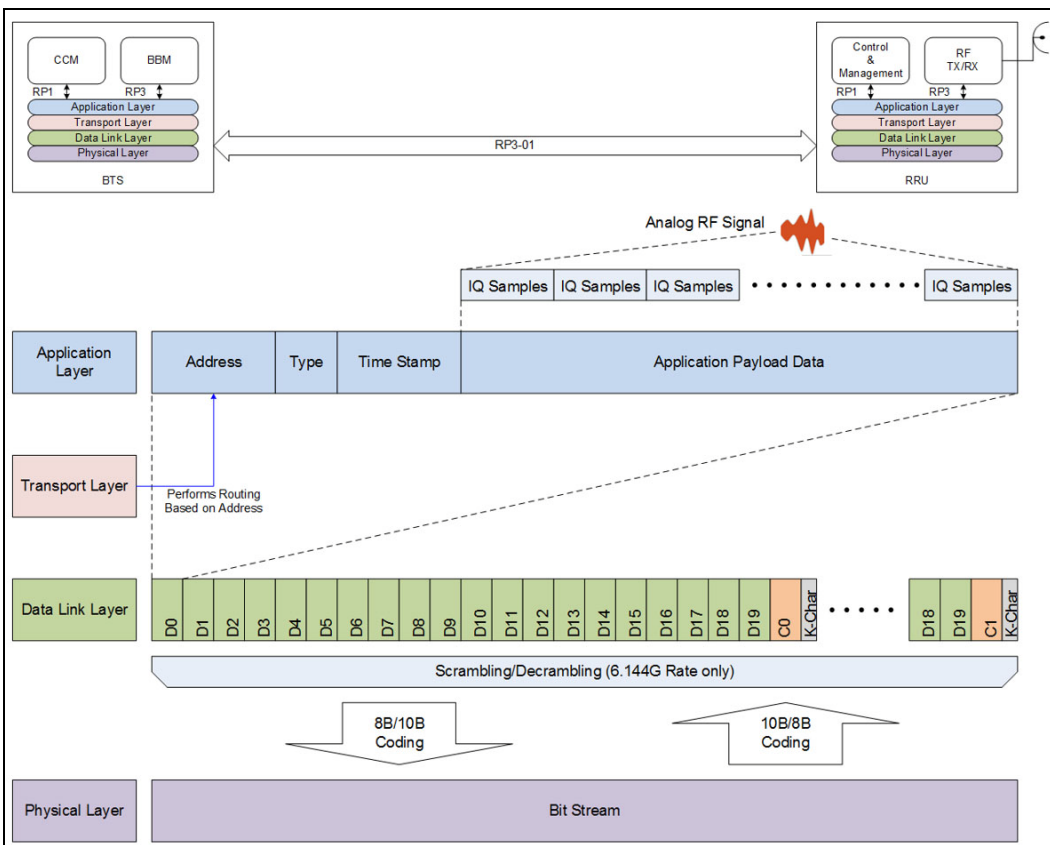 CCM
BBM
RP1
RP3
Application Layer
Transport Layer
Data Link Layer
Physical Layer
BTS
RP3-01
Control
&
Management
RF
TX/RX
RP1
RP3
Application Layer
Transport Layer
Data Link Layer
Physical Layer
RRU
Analog RF Signal
IQ Samples
IQ Samples
IQ Samples
IQ Samples
Application
Layer
Address
Type
Time Stamp
Application Payload Data
Transport Layer
Performs Routing
Based on Address
Data Link Layer
D0
D1
D2
D3
D4
D5
D6
D7
D8
D9
D10
D11
D12
D13
D14
D15
D16
D17
D18
D19
C0
K-Char
D18
D19
C1
K-Char
Scrambling/Decrambling (6.144G Rate only)
8B/10B
Coding
10B/8B
Coding
Physical Layer
Bit Stream